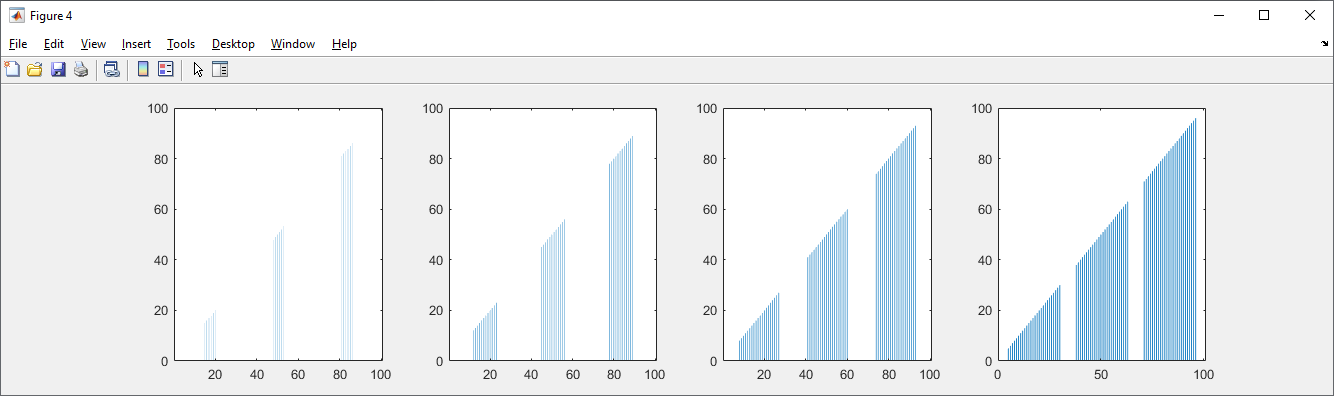 Figure 4
File Edit View Insert Tools Desktop Window Help
100 100 100 100
80 80 80 80
60 60 60 60
40 40 40 40
20 20 20 20
0 0 0 0
20 40 60 80 100 20 40 60 80 100 20 40 60 80 100 0 50 100